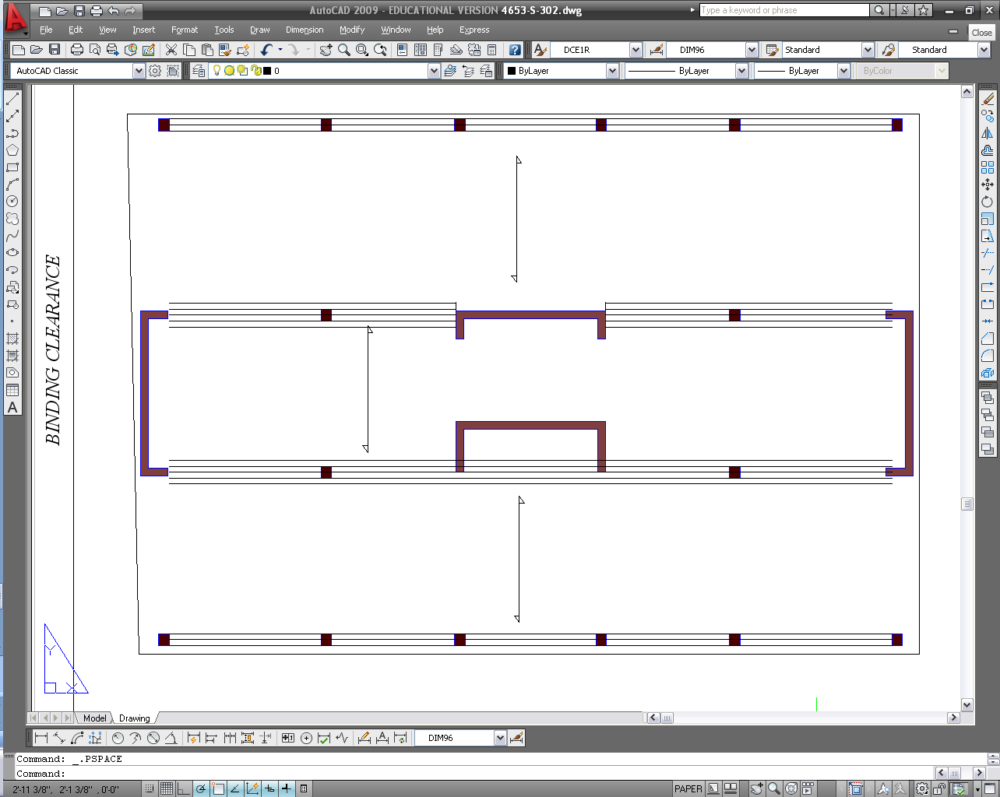 AutoCAD 2009 - EDUCATIONAL VERSION 4653-S-302.dwg
Type a keyword or phrase
File Edit View Insert Format Tools Draw Dimension Modify Window Help Express
Close
DCE1R DIM96 Standard Standard
AutoCAD Classic 0 ByLayer ByLayer ByLayer ByColor
BINDING CLEARANCE
Y
X
A
Model Drawing
DIM96
Command: _.PSPACE
Command:
2'-11 3/8", 2'-1 3/8" , 0'-0" PAPER